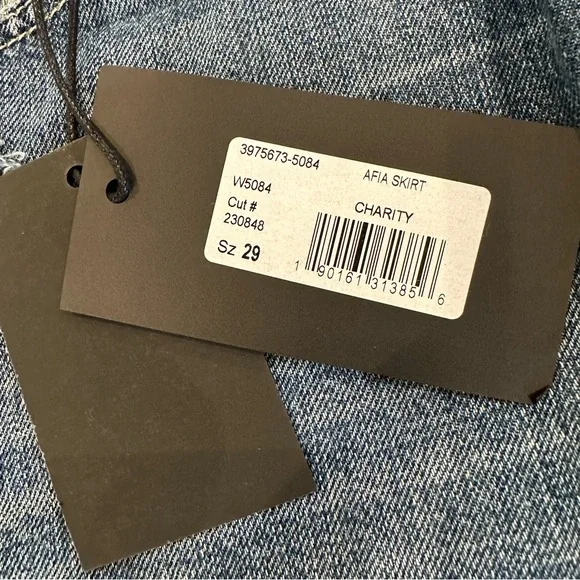 3975673-5084 AFIA SKIRT
W5084
Cut # CHARITY
230848
Sz 29
1 90161 31385 6